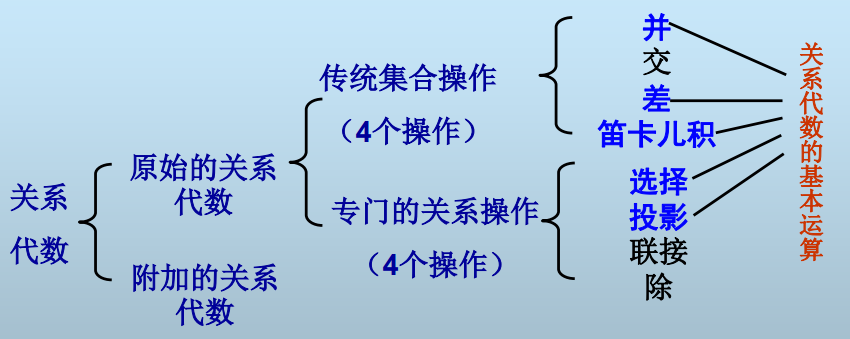 关系
代数
原始的关系
代数
附加的关系
代数
传统集合操作
（4个操作）
专门的关系操作
（4个操作）
并
交
差
笛卡儿积
选择
投影
联接
除
关系代数的基本运算